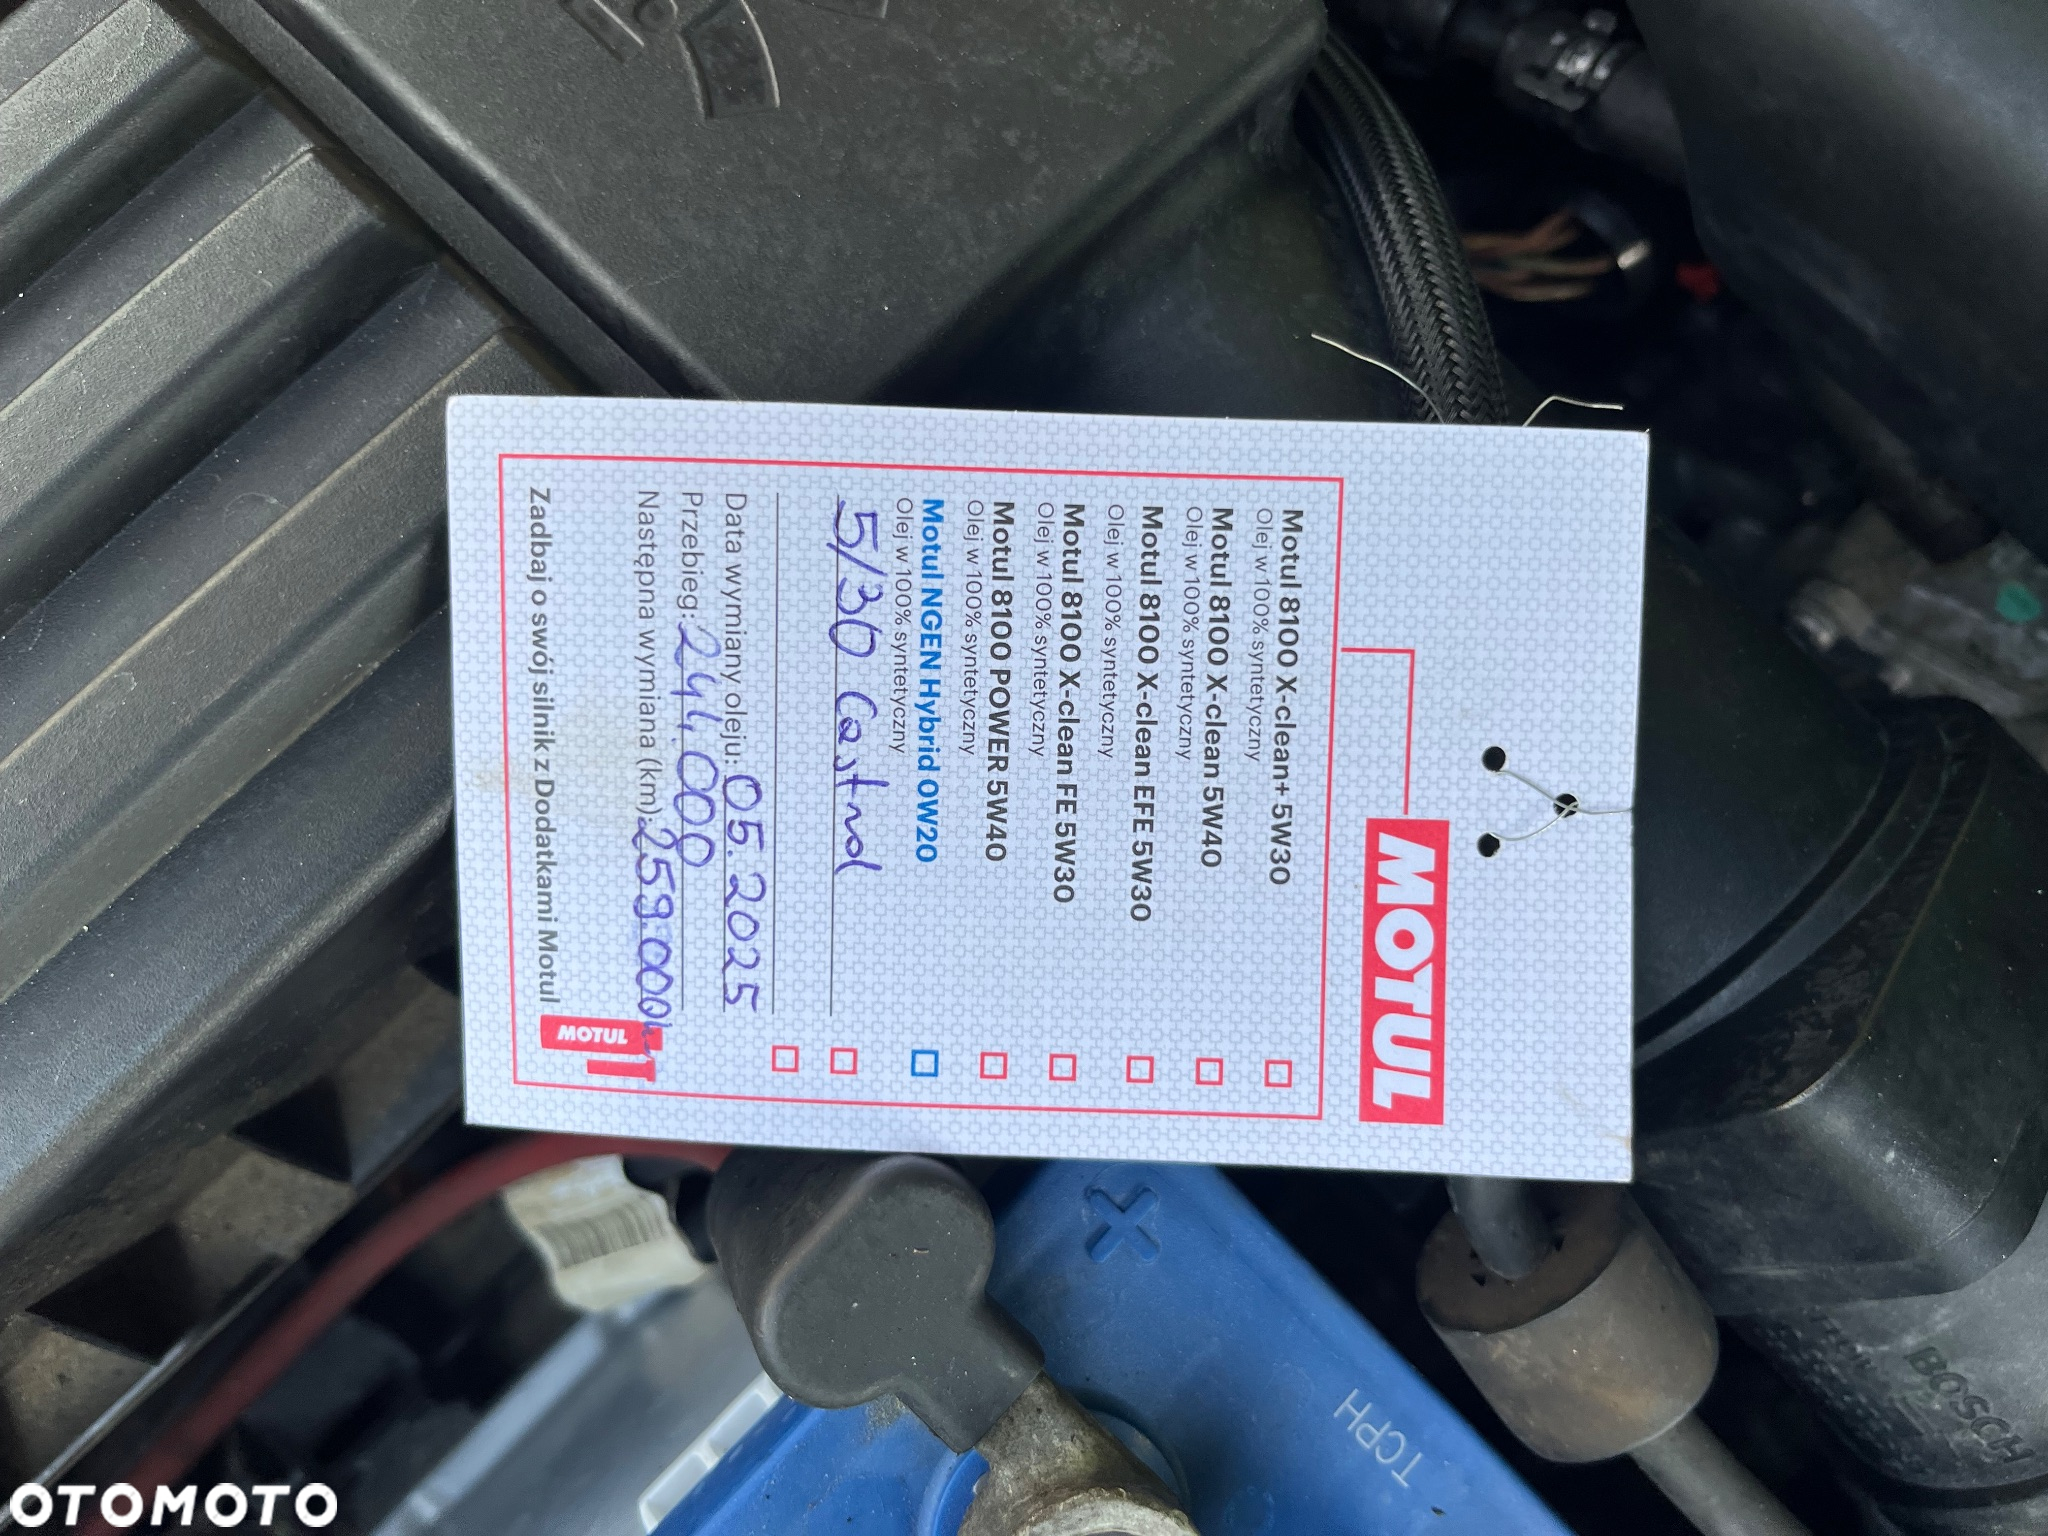 MOTUL
Motul 8100 X-clean+ 5W30
Olej w 100% syntetyczny
Motul 8100 X-clean 5W40
Olej w 100% syntetyczny
Motul 8100 X-clean EFE 5W30
Olej w 100% syntetyczny
Motul 8100 X-clean FE 5W30
Olej w 100% syntetyczny
Motul 8100 POWER 5W40
Olej w 100% syntetyczny
Motul NGEN Hybrid 0W20
Olej w 100% syntetyczny
5/30 Castrol
Data wymiany oleju: 05.2025
Przebieg: 244.000
Następna wymiana (km): 259.000
Zadbaj o swój silnik z Dodatkami Motul
MOTUL
TCPH
BOSCH
OTOMOTO